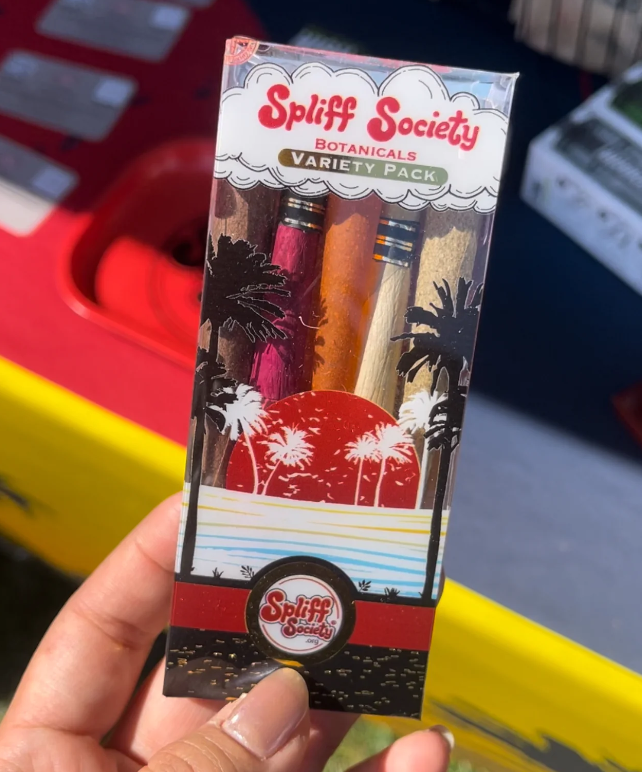 Spliff Society
BOTANICALS
VARIETY PACK
Spliff
Society
.org